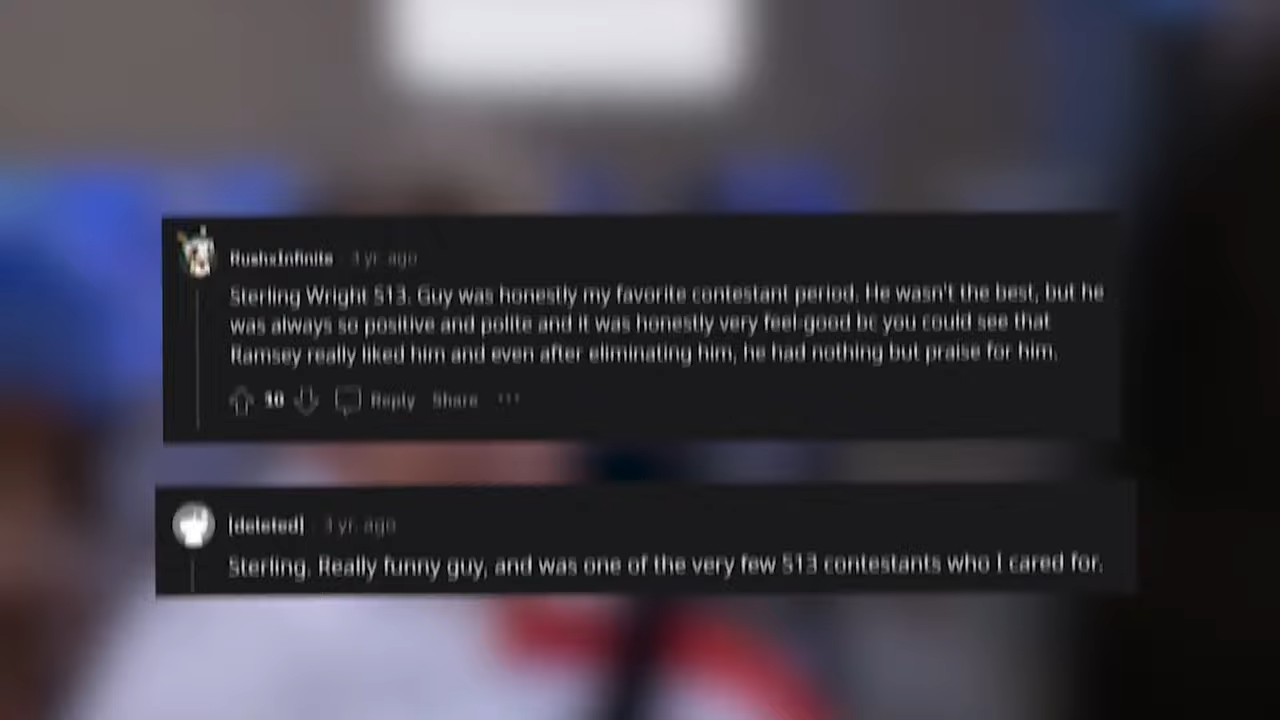 RushxInfinite · 3 yr. ago
Sterling Wright S13. Guy was honestly my favorite contestant period. He wasn't the best, but he
was always so positive and polite and it was honestly very feel good bc you could see that
Ramsey really liked him and even after eliminating him, he had nothing but praise for him.
10 Reply Share ...
[deleted] · 3 yr. ago
Sterling. Really funny guy, and was one of the very few S13 contestants who I cared for.